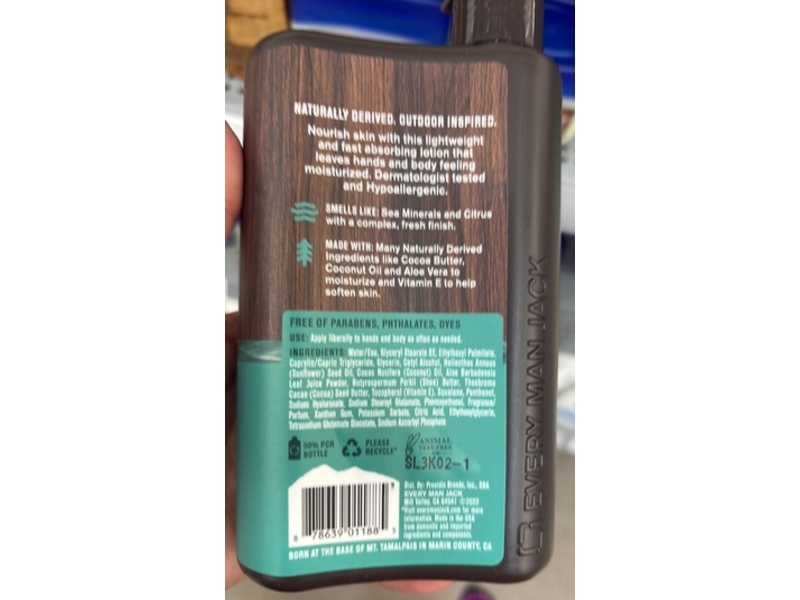 NATURALLY DERIVED. OUTDOOR INSPIRED.
Nourish skin with this lightweight
and fast absorbing lotion that
leaves hands and body feeling
moisturized. Dermatologist tested
and Hypoallergenic.
SMELLS LIKE: Sea Minerals and Citrus
with a complex, fresh finish.
MADE WITH: Many Naturally Derived
Ingredients like Cocoa Butter,
Coconut Oil and Aloe Vera to
moisturize and Vitamin E to help
soften skin.
FREE OF PARABENS, PHTHALATES, DYES
USE: Apply liberally to hands and body as often as needed.
INGREDIENTS: Water/Eau, Glyceryl Stearate SE, Ethylhexyl Palmitate,
Caprylic/Capric Triglyceride, Glycerin, Cetyl Alcohol, Helianthus Annuus
(Sunflower) Seed Oil, Cocos Nucifera (Coconut) Oil, Aloe Barbadensis
Leaf Juice Powder, Butyrospermum Parkii (Shea) Butter, Theobroma
Cacao (Cocoa) Seed Butter, Tocopherol (Vitamin E), Squalane, Panthenol,
Sodium Hyaluronate, Sodium Stearoyl Glutamate, Phenoxyethanol, Fragrance/
Parfum, Xanthan Gum, Potassium Sorbate, Citric Acid, Ethylhexylglycerin,
Tetrasodium Glutamate Diacetate, Sodium Ascorbyl Phosphate
50% PCR
BOTTLE
PLEASE
RECYCLE*
ANIMAL
TEST-FREE
SL3K02-1
Dist. By: Presidio Brands, Inc., DBA
EVERY MAN JACK
Mill Valley, CA 94941 ©2022
*Visit everymanjack.com for more
information. Made in the USA
from domestic and imported
ingredients and components.
8 78639 01188 5
BORN AT THE BASE OF MT. TAMALPAIS IN MARIN COUNTY, CA
EVERY MAN JACK